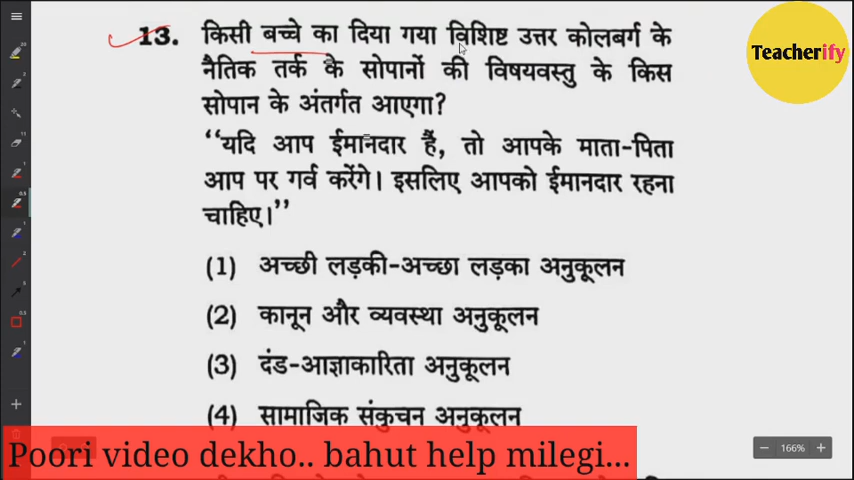 Teacherify
13. किसी बच्चे का दिया गया विशिष्ट उत्तर कोलबर्ग के
नैतिक तर्क के सोपानों की विषयवस्तु के किस
सोपान के अंतर्गत आएगा?
‘‘यदि आप ईमानदार हैं, तो आपके माता-पिता
आप पर गर्व करेंगे। इसलिए आपको ईमानदार रहना
चाहिए।’’
(1) अच्छी लड़की-अच्छा लड़का अनुकूलन
(2) कानून और व्यवस्था अनुकूलन
(3) दंड-आज्ञाकारिता अनुकूलन
(4) सामाजिक संकुचन अनुकूलन
Poori video dekho.. bahut help milegi...
166%